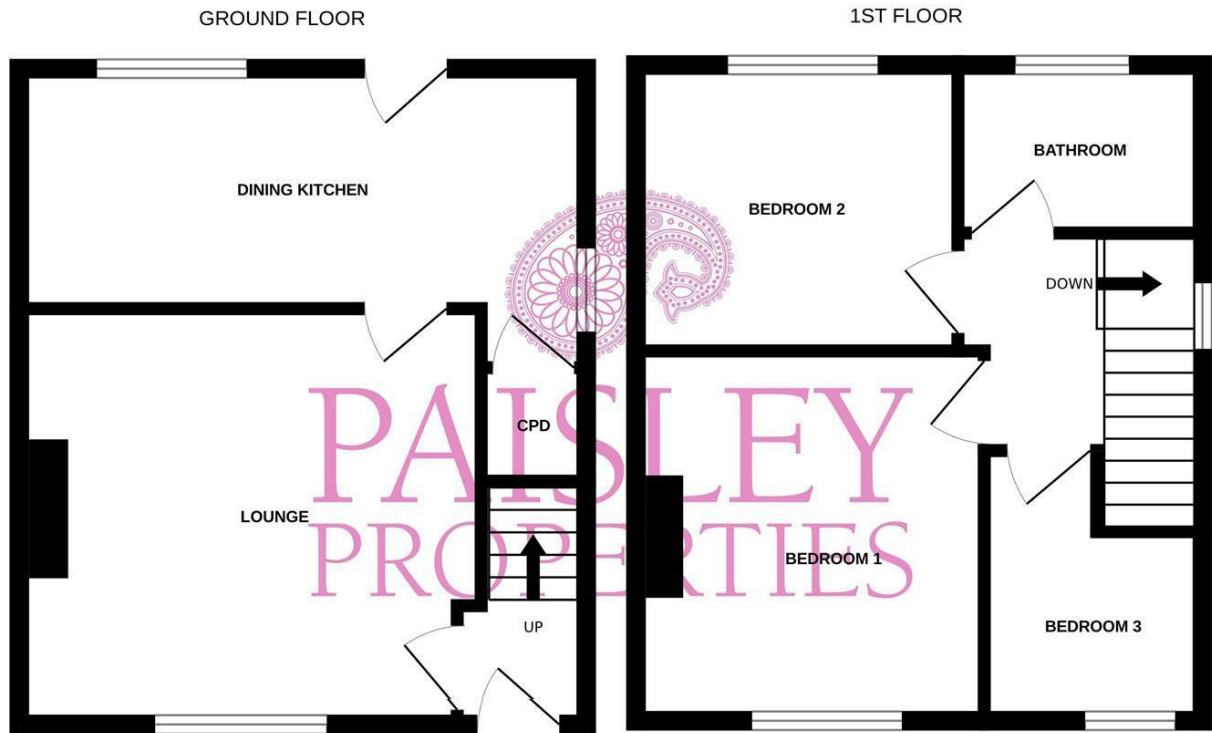 GROUND FLOOR
DINING KITCHEN
CPD
LOUNGE
UP
1ST FLOOR
BATHROOM
BEDROOM 2
DOWN
BEDROOM 1
BEDROOM 3
PAISLEY
PROPERTIES